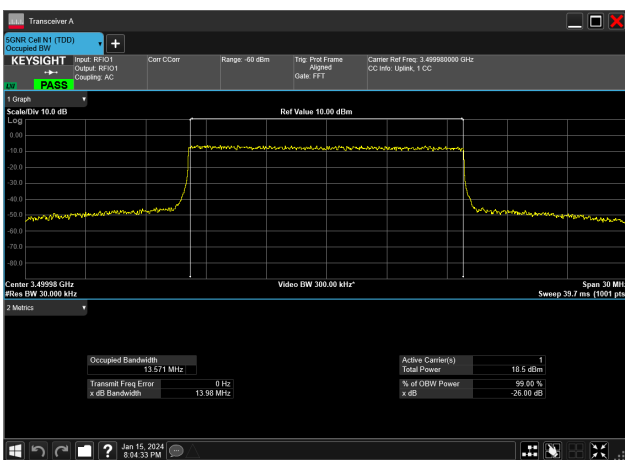 Transceiver A
5GNR Cell N1 (TDD)
Occupied BW
KEYSIGHT
Input: RFIO1
Output: RFIO1
Coupling: AC
Corr CCorr
Range: -60 dBm
Trig: Prot Frame
Aligned
Gate: FFT
Carrier Ref Freq: 3.499980000 GHz
CC Info: Uplink, 1 CC
PASS
1 Graph
Scale/Div 10.0 dB
Ref Value 10.00 dBm
Log
0.00
-10.0
-20.0
-30.0
-40.0
-50.0
-60.0
-70.0
-80.0
Center 3.49998 GHz
Video BW 300.00 kHz*
Span 30 MHz
#Res BW 30.000 kHz
Sweep 39.7 ms (1001 pts
2 Metrics
Occupied Bandwidth
13.571 MHz
Active Carrier(s) 1
Total Power 18.5 dBm
Transmit Freq Error 0 Hz
x dB Bandwidth 13.98 MHz
% of OBW Power 99.00 %
x dB -26.00 dB
Jan 15, 2024
8:04:33 PM